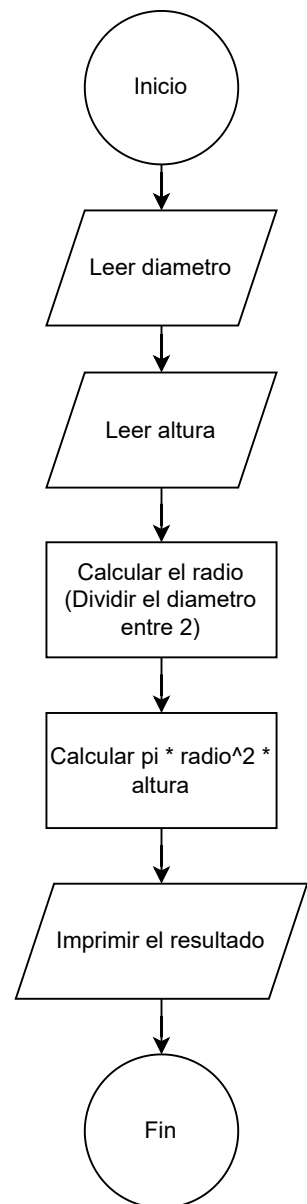 Inicio
Leer diametro
Leer altura
Calcular el radio
(Dividir el diametro
entre 2)
Calcular pi * radio^2 *
altura
Imprimir el resultado
Fin